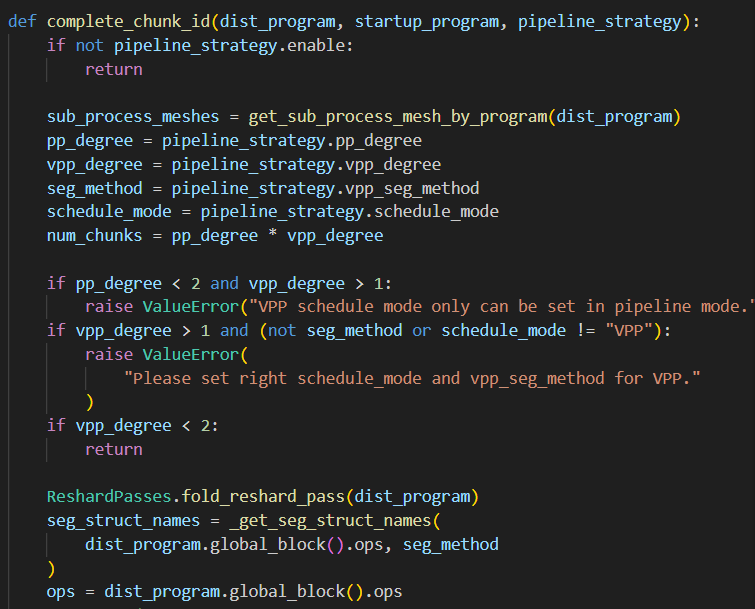 def complete_chunk_id(dist_program, startup_program, pipeline_strategy):
    if not pipeline_strategy.enable:
        return

    sub_process_meshes = get_sub_process_mesh_by_program(dist_program)
    pp_degree = pipeline_strategy.pp_degree
    vpp_degree = pipeline_strategy.vpp_degree
    seg_method = pipeline_strategy.vpp_seg_method
    schedule_mode = pipeline_strategy.schedule_mode
    num_chunks = pp_degree * vpp_degree

    if pp_degree < 2 and vpp_degree > 1:
        raise ValueError("VPP schedule mode only can be set in pipeline mode."
    if vpp_degree > 1 and (not seg_method or schedule_mode != "VPP"):
        raise ValueError(
            "Please set right schedule_mode and vpp_seg_method for VPP."
        )
    if vpp_degree < 2:
        return

    ReshardPasses.fold_reshard_pass(dist_program)
    seg_struct_names = _get_seg_struct_names(
        dist_program.global_block().ops, seg_method
    )
    ops = dist_program.global_block().ops